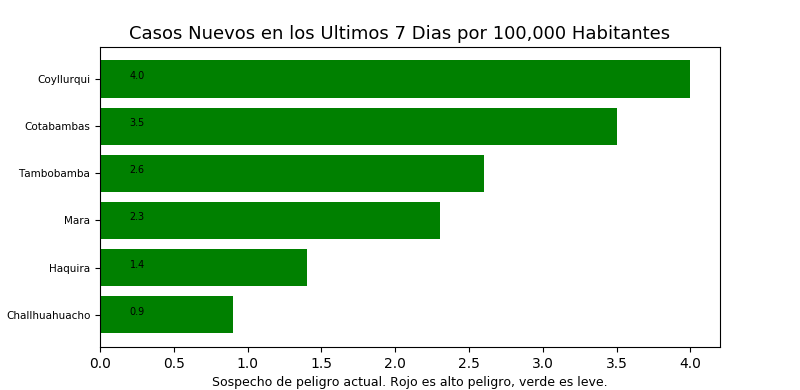 Casos Nuevos en los Ultimos 7 Dias por 100,000 Habitantes
Coyllurqui 4.0
Cotabambas 3.5
Tambobamba 2.6
Mara 2.3
Haquira 1.4
Challhuahuacho 0.9
0.0 0.5 1.0 1.5 2.0 2.5 3.0 3.5 4.0
Sospecho de peligro actual. Rojo es alto peligro, verde es leve.